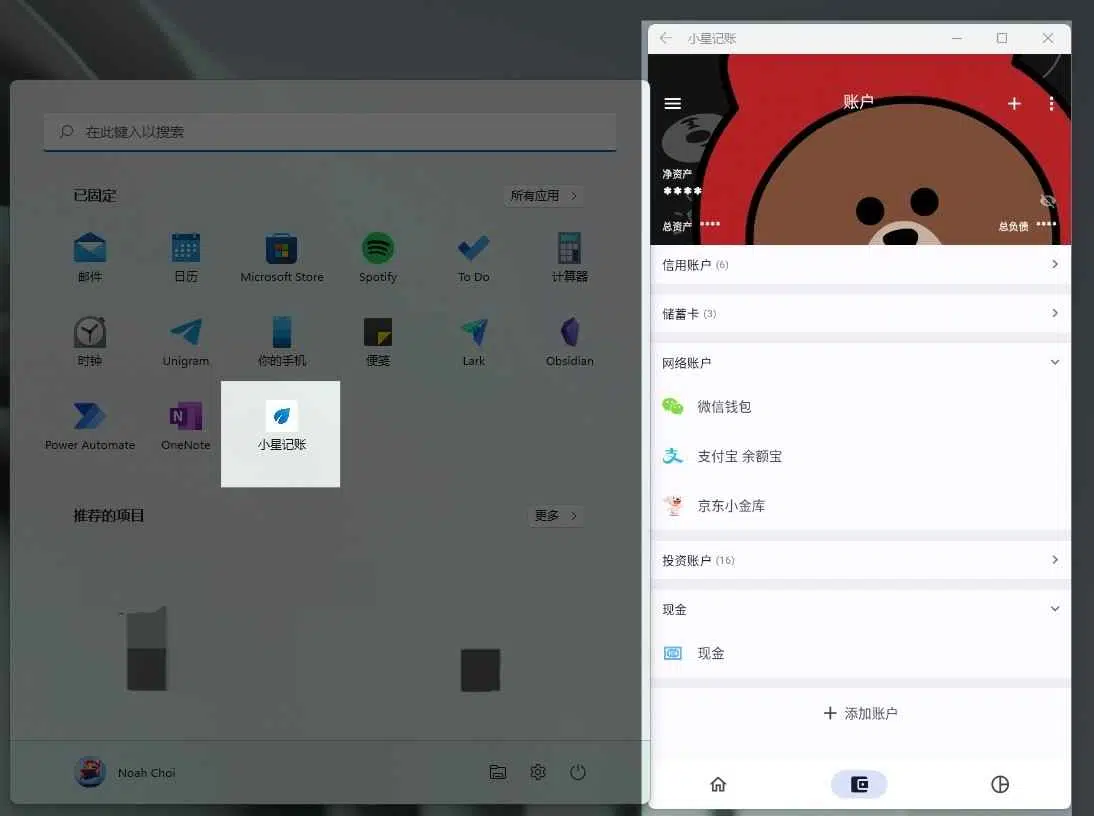 在此键入以搜索
已固定
所有应用
邮件
日历
Microsoft Store
Spotify
To Do
计算器
时钟
Unigram
你的手机
便笺
Lark
Obsidian
Power Automate
OneNote
小星记账
推荐的项目
更多
Noah Choi
小星记账
账户
净资产
****
总资产 ****
总负债 ****
信用账户 (6)
储蓄卡 (3)
网络账户
微信钱包
支付宝 余额宝
京东小金库
投资账户 (16)
现金
现金
添加账户